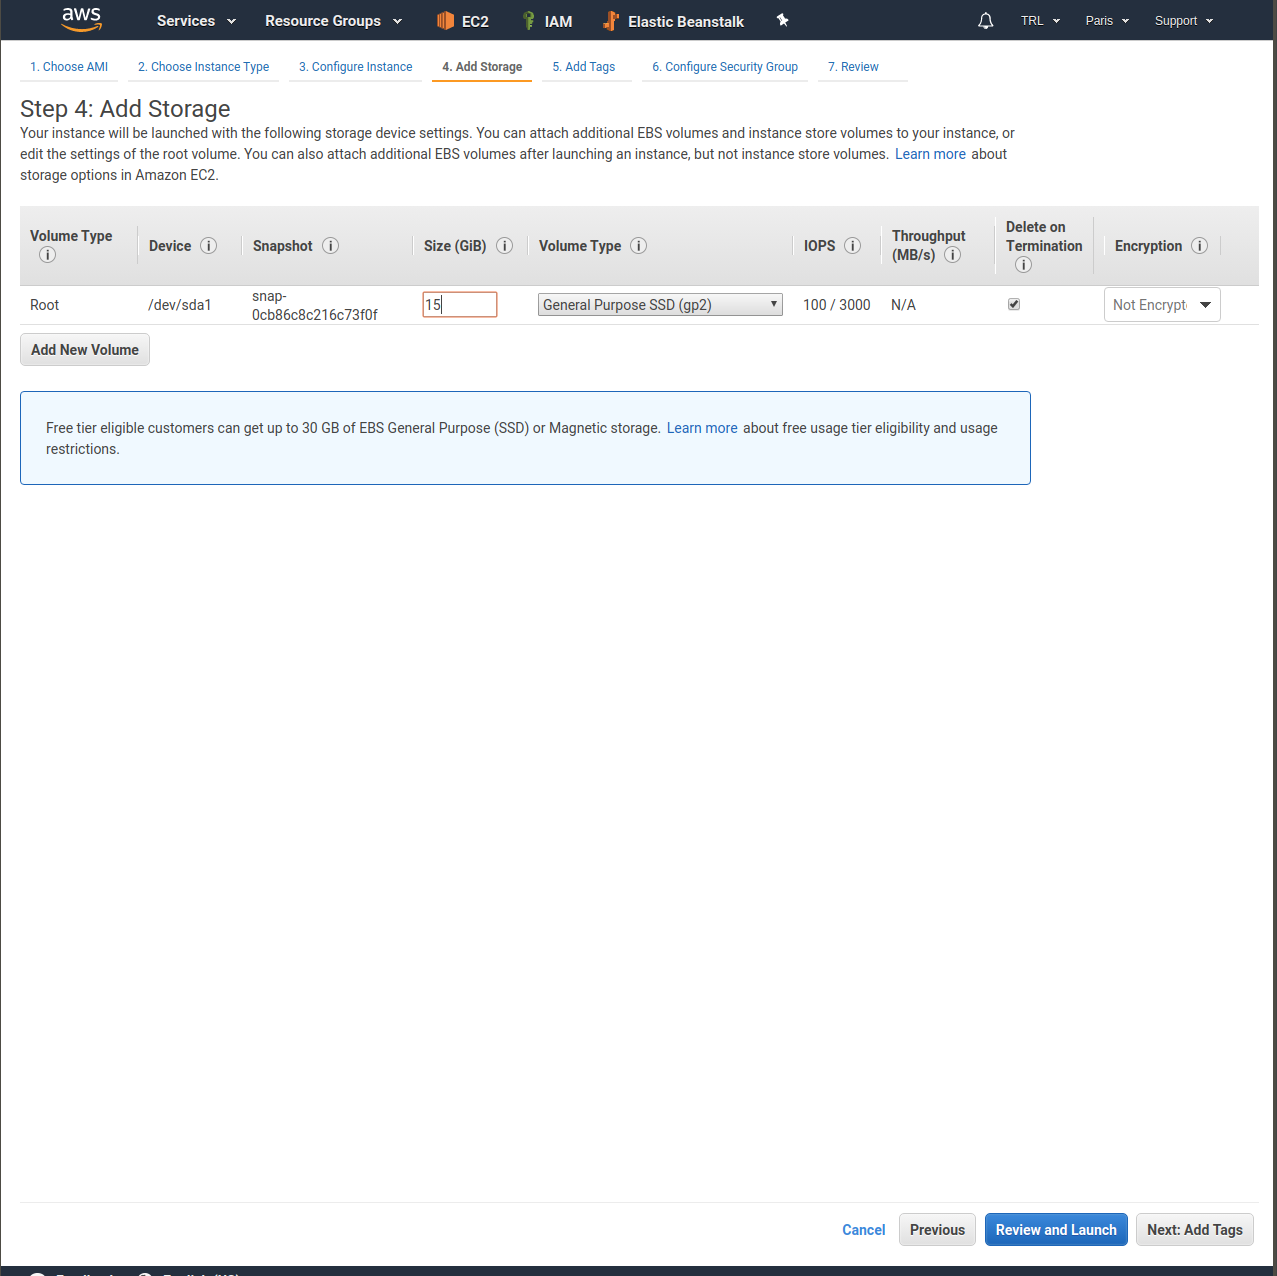 aws Services Resource Groups EC2 IAM Elastic Beanstalk TRL Paris Support
1. Choose AMI 2. Choose Instance Type 3. Configure Instance 4. Add Storage 5. Add Tags 6. Configure Security Group 7. Review
Step 4: Add Storage
Your instance will be launched with the following storage device settings. You can attach additional EBS volumes and instance store volumes to your instance, or
edit the settings of the root volume. You can also attach additional EBS volumes after launching an instance, but not instance store volumes. Learn more about
storage options in Amazon EC2.
Volume Type Device Snapshot Size (GiB) Volume Type IOPS Throughput (MB/s) Delete on Termination Encryption
Root /dev/sda1 snap-0cb86c8c216c73f0f 15 General Purpose SSD (gp2) 100 / 3000 N/A Not Encrypt
Add New Volume
Free tier eligible customers can get up to 30 GB of EBS General Purpose (SSD) or Magnetic storage. Learn more about free usage tier eligibility and usage
restrictions.
Cancel Previous Review and Launch Next: Add Tags